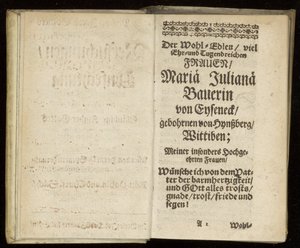 Der Wohl-Edlen / viel
Ehr-und Tugendreichen
FRAUEN /
Mariä Julianä
Bauerin
von Eyseneck /
gebohrnen von Hynßberg /
Wittiben;
Meiner insonders Hochge-
ehrten Frauen /
Wünsche ich von dem Vat-
ter der barmhertzigkeit /
und GOtt alles trosts /
gnade / trost / friede und
segen!
A 2 Wohl-